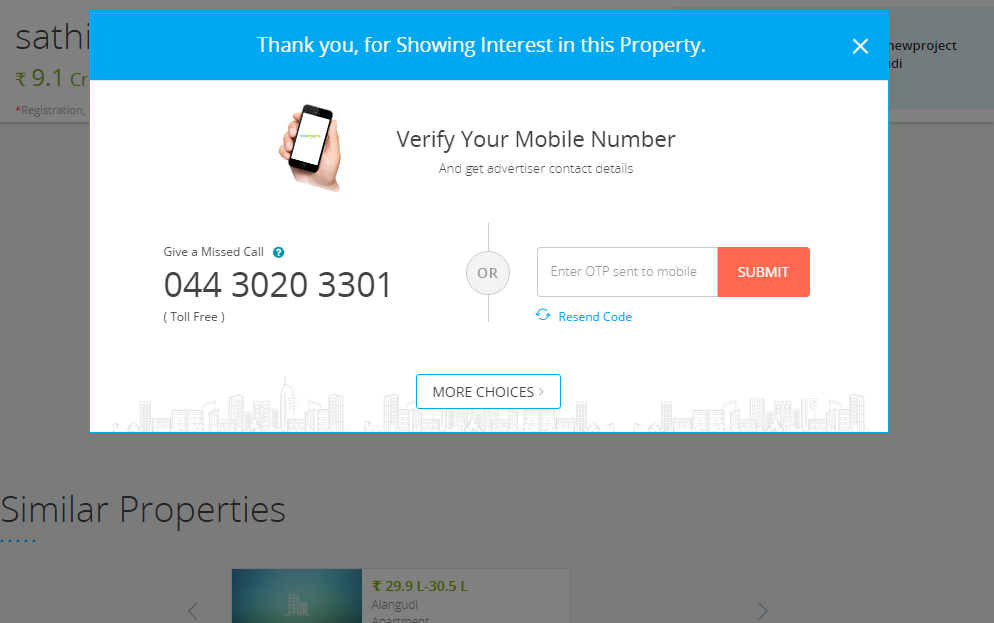 sathi
₹ 9.1 Cr
*Registration,
newproject
Thank you, for Showing Interest in this Property.
Verify Your Mobile Number
And get advertiser contact details
Give a Missed Call ?
044 3020 3301
( Toll Free )
OR
Enter OTP sent to mobile
SUBMIT
Resend Code
MORE CHOICES >
Similar Properties
₹ 29.9 L-30.5 L
Alangudi
Apartment